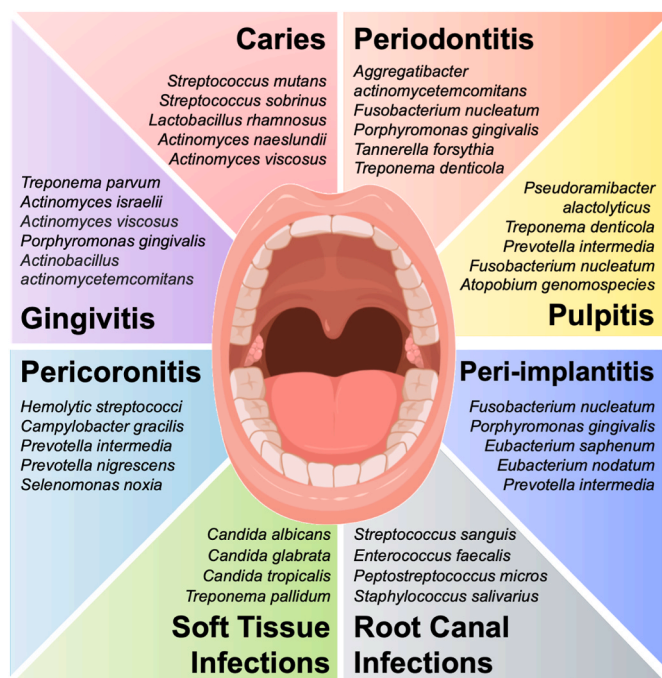 Caries
Streptococcus mutans
Streptococcus sobrinus
Lactobacillus rhamnosus
Actinomyces naeslundii
Actinomyces viscosus
Periodontitis
Aggregatibacter
actinomycetemcomitans
Fusobacterium nucleatum
Porphyromonas gingivalis
Tannerella forsythia
Treponema denticola
Treponema parvum
Actinomyces israelii
Actinomyces viscosus
Porphyromonas gingivalis
Actinobacillus
actinomycetemcomitans
Gingivitis
Pseudoramibacter
alactolyticus
Treponema denticola
Prevotella intermedia
Fusobacterium nucleatum
Atopobium genomospecies
Pulpitis
Pericoronitis
Hemolytic streptococci
Campylobacter gracilis
Prevotella intermedia
Prevotella nigrescens
Selenomonas noxia
Peri-implantitis
Fusobacterium nucleatum
Porphyromonas gingivalis
Eubacterium saphenum
Eubacterium nodatum
Prevotella intermedia
Candida albicans
Candida glabrata
Candida tropicalis
Treponema pallidum
Soft Tissue
Infections
Streptococcus sanguis
Enterococcus faecalis
Peptostreptococcus micros
Staphylococcus salivarius
Root Canal
Infections